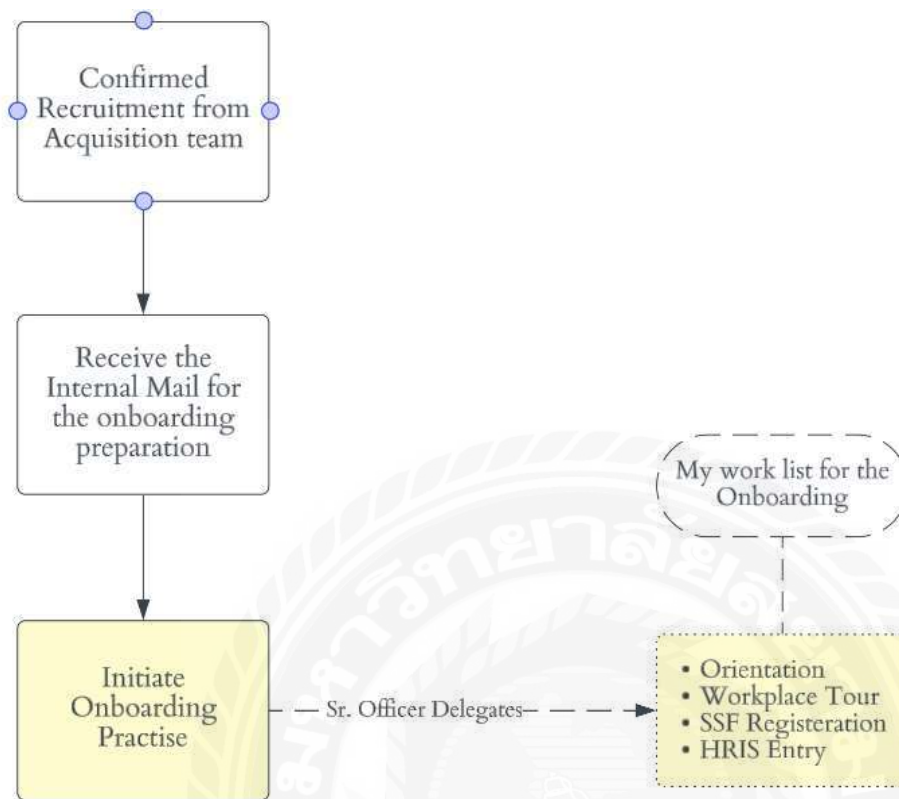 Confirmed
Recruitment from
Acquisition team
Receive the
Internal Mail for
the onboarding
preparation
My work list for the
Onboarding
Initiate
Onboarding
Practise
Sr. Officer Delegates
• Orientation
• Workplace Tour
• SSF Registeration
• HRIS Entry